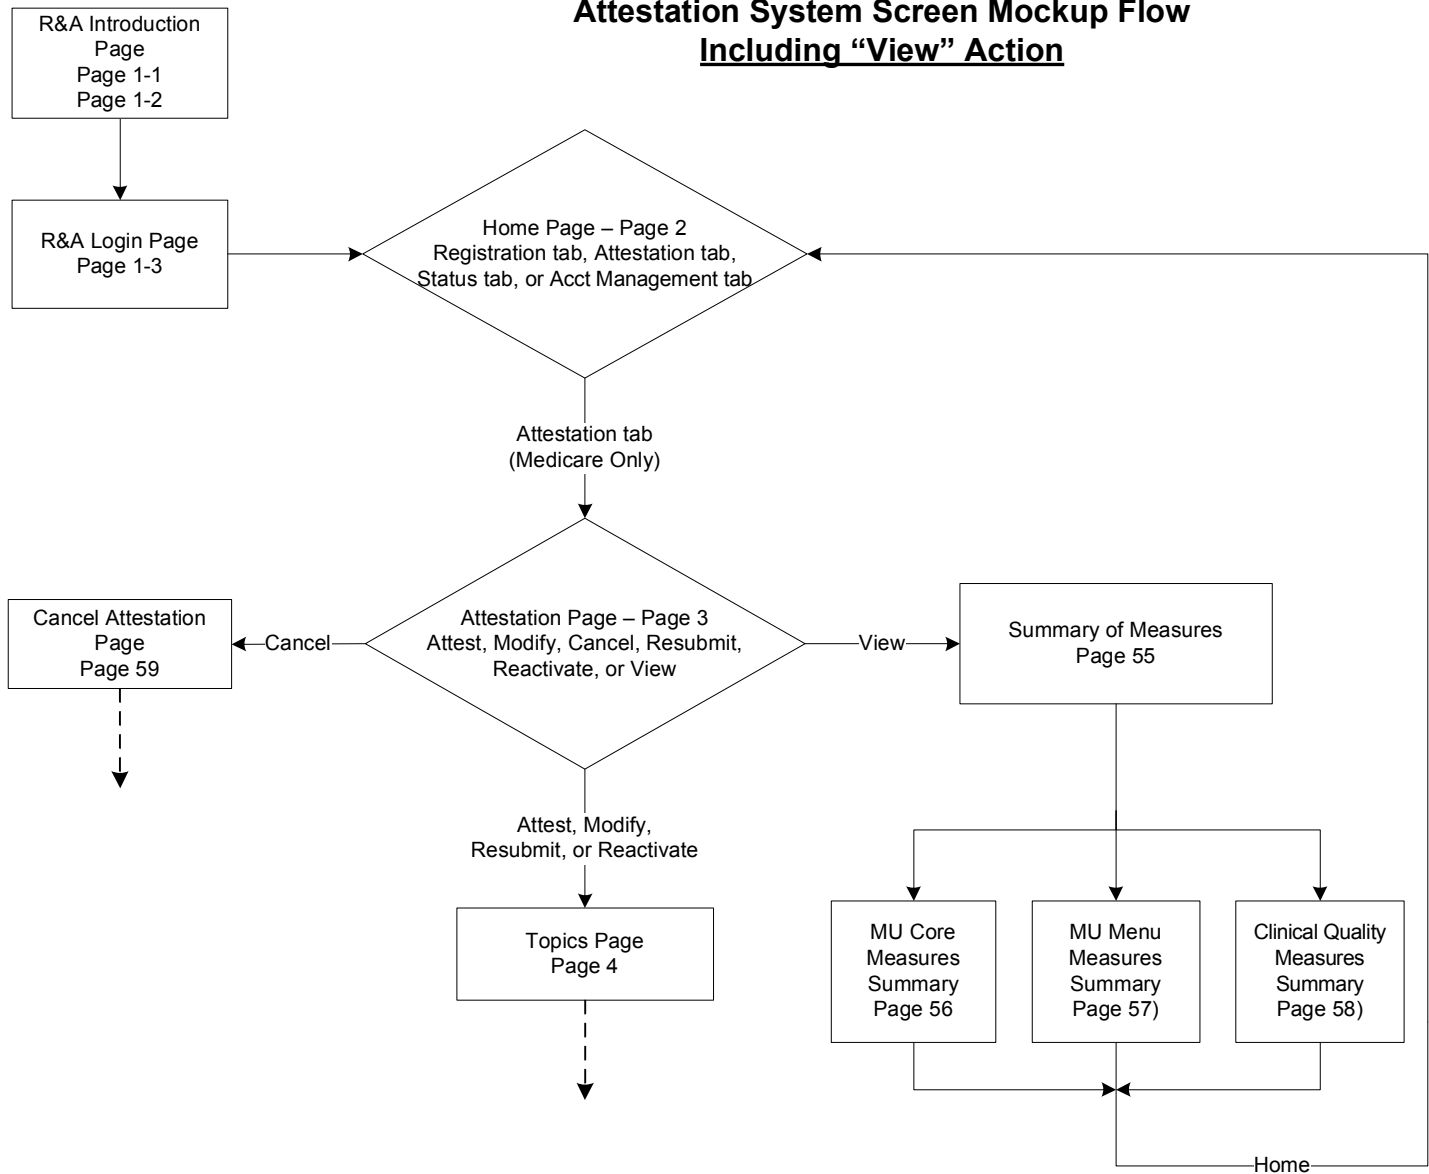 Attestation System Screen Mockup Flow
Including “View” Action
R&A Introduction
Page
Page 1-1
Page 1-2
R&A Login Page
Page 1-3
Home Page – Page 2
Registration tab, Attestation tab,
Status tab, or Acct Management tab
Attestation tab
(Medicare Only)
Cancel Attestation
Page
Page 59
Cancel
Attestation Page – Page 3
Attest, Modify, Cancel, Resubmit,
Reactivate, or View
View
Summary of Measures
Page 55
Attest, Modify,
Resubmit, or Reactivate
Topics Page
Page 4
MU Core
Measures
Summary
Page 56
MU Menu
Measures
Summary
Page 57)
Clinical Quality
Measures
Summary
Page 58)
Home